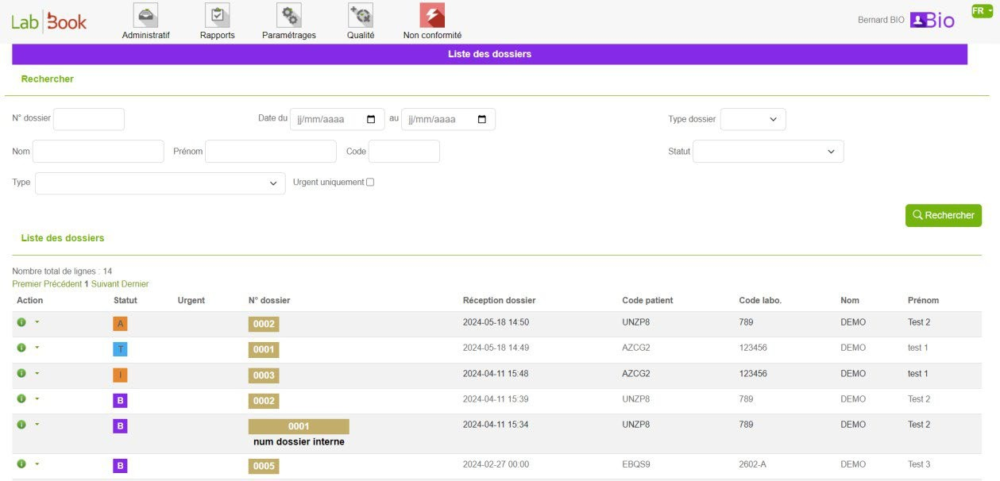 Lab Book
Administratif Rapports Paramétrages Qualité Non conformité
Bernard BIO Bio FR
Liste des dossiers
Rechercher
N° dossier Date du jj/mm/aaaa au jj/mm/aaaa Type dossier
Nom Prénom Code Statut
Type Urgent uniquement
Rechercher
Liste des dossiers
Nombre total de lignes : 14
Premier Précédent 1 Suivant Dernier
Action Statut Urgent N° dossier Réception dossier Code patient Code labo. Nom Prénom
A 0002 2024-05-18 14:50 UNZP8 789 DEMO Test 2
T 0001 2024-05-18 14:49 AZCG2 123456 DEMO test 1
I 0003 2024-04-11 15:48 AZCG2 123456 DEMO test 1
B 0002 2024-04-11 15:39 UNZP8 789 DEMO Test 2
B 0001 2024-04-11 15:34 UNZP8 789 DEMO Test 2
num dossier interne
B 0005 2024-02-27 00:00 EBQS9 2602-A DEMO Test 3